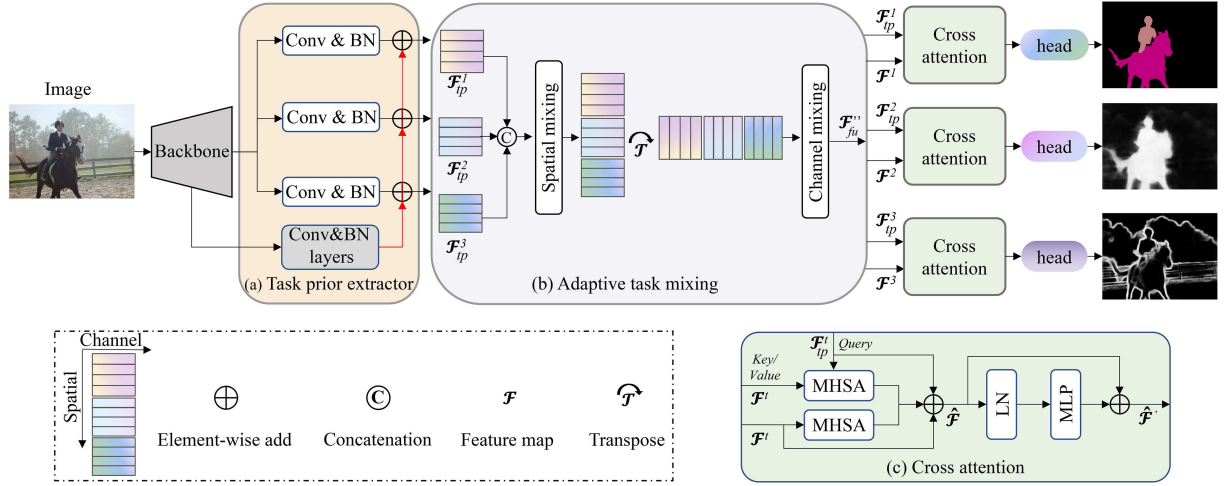 Image
Backbone
Conv & BN
Conv & BN
Conv & BN
Conv&BN
layers
(a) Task prior extractor
𝓕¹tp
𝓕²tp
𝓕³tp
C
Spatial mixing
𝒯
Channel mixing
(b) Adaptive task mixing
𝓕''fu
𝓕¹tp
𝓕¹
Cross
attention
head
𝓕²tp
𝓕²
Cross
attention
head
𝓕³tp
𝓕³
Cross
attention
head
Channel
Spatial
Element-wise add
C
Concatenation
𝓕
Feature map
𝒯
Transpose
𝓕ᵗtp
Query
Key/
Value
𝓕ᵗ
MHSA
𝓕ᵗ
MHSA
𝓕̂
LN
MLP
𝓕̂'
(c) Cross attention